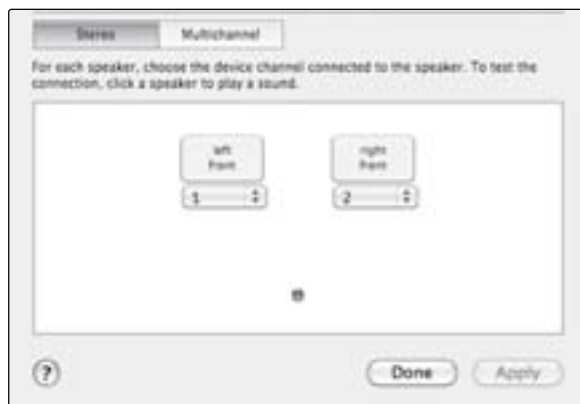 Stereo Multichannel
For each speaker, choose the device channel connected to the speaker. To test the
connection, click a speaker to play a sound.
left right
front front
1 2
? Done Apply